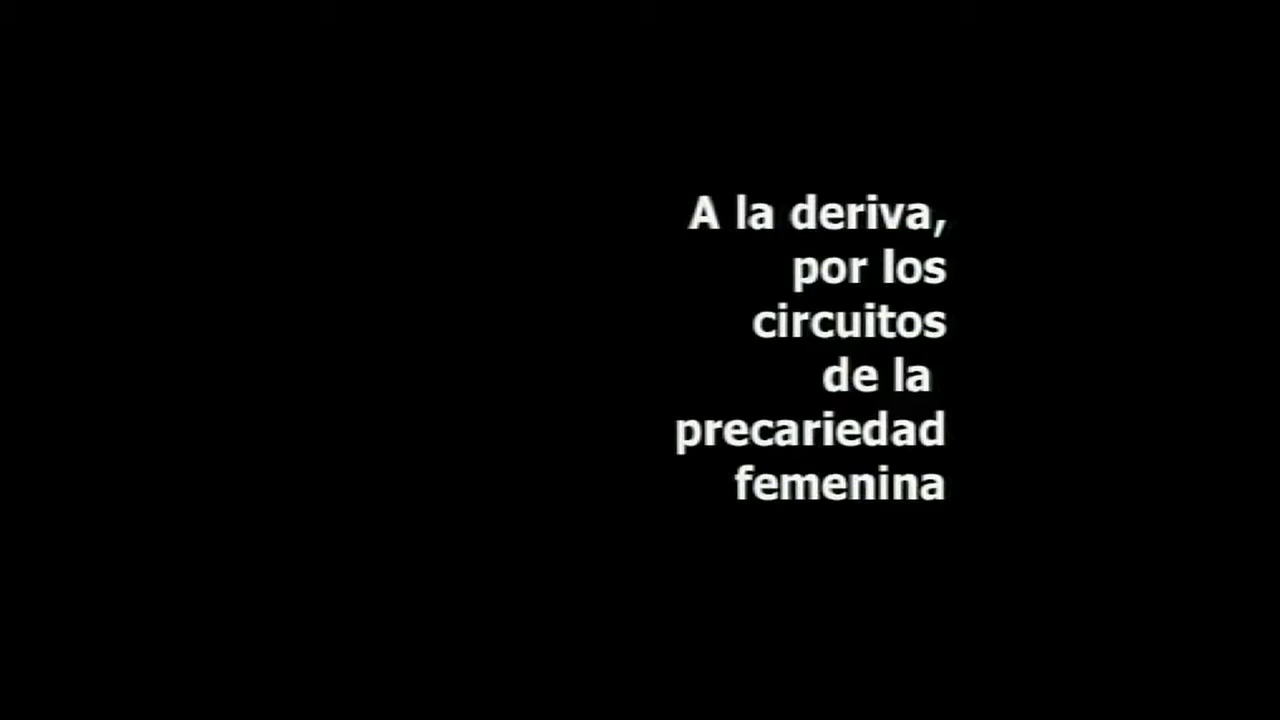 A la deriva,
por los
circuitos
de la
precariedad
femenina